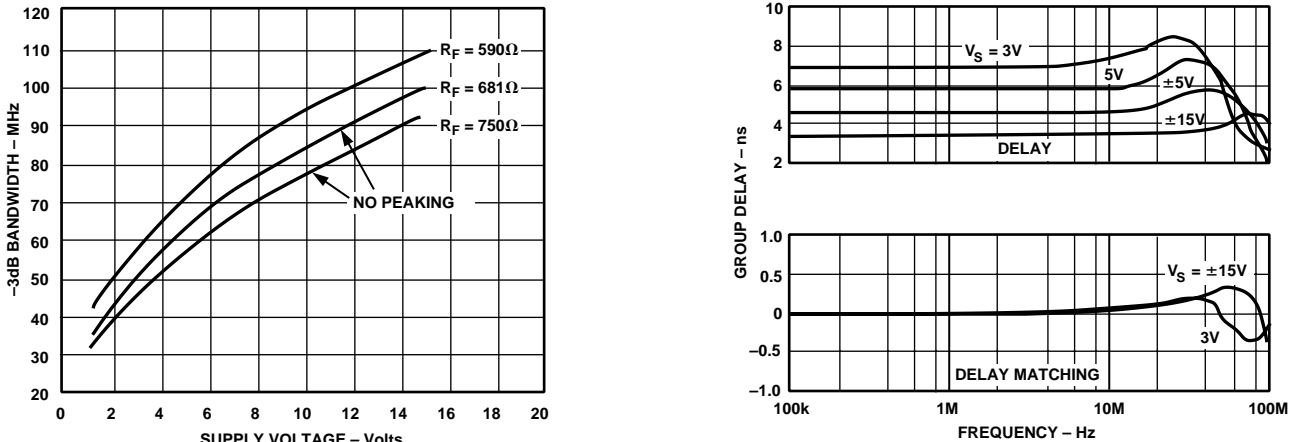 120
110
100
90
80
70
60
50
40
30
20
–3dB BANDWIDTH – MHz
R_F = 590Ω
R_F = 681Ω
R_F = 750Ω
NO PEAKING
0 2 4 6 8 10 12 14 16 18 20
SUPPLY VOLTAGE – Volts
10
8
6
4
2
V_S = 3V
5V
±5V
±15V
DELAY
GROUP DELAY – ns
1.0
0.5
0
–0.5
–1.0
V_S = ±15V
3V
DELAY MATCHING
100k 1M 10M 100M
FREQUENCY – Hz